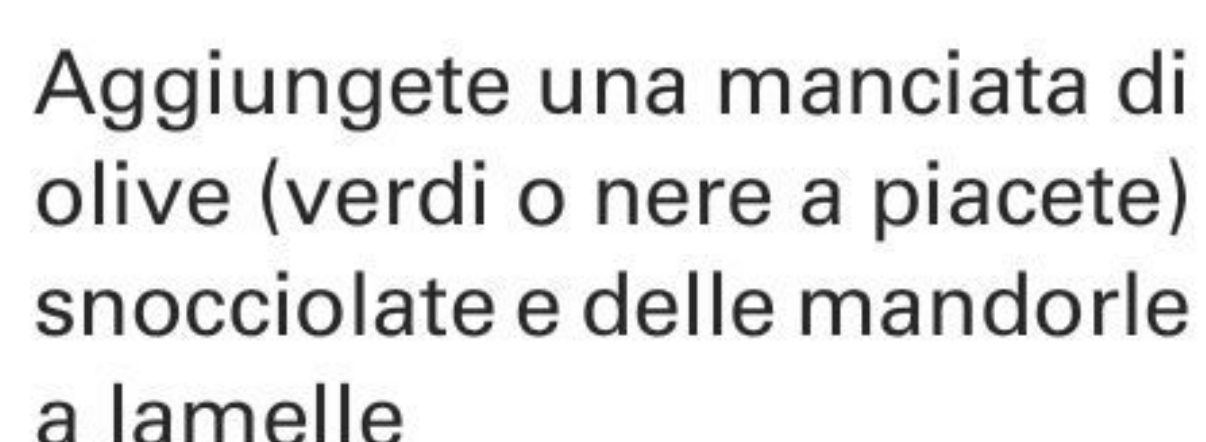 Aggiungete una manciata di
olive (verdi o nere a piacete)
snocciolate e delle mandorle
a lamelle